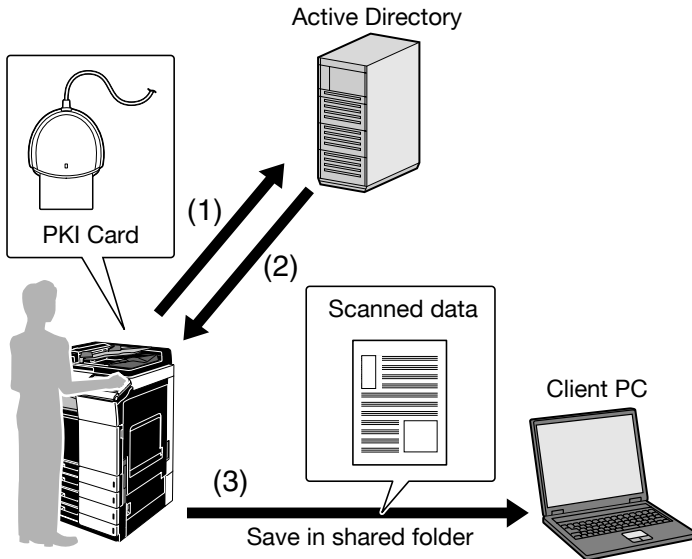 Active Directory
PKI Card
(1)
(2)
Scanned data
Client PC
(3)
Save in shared folder